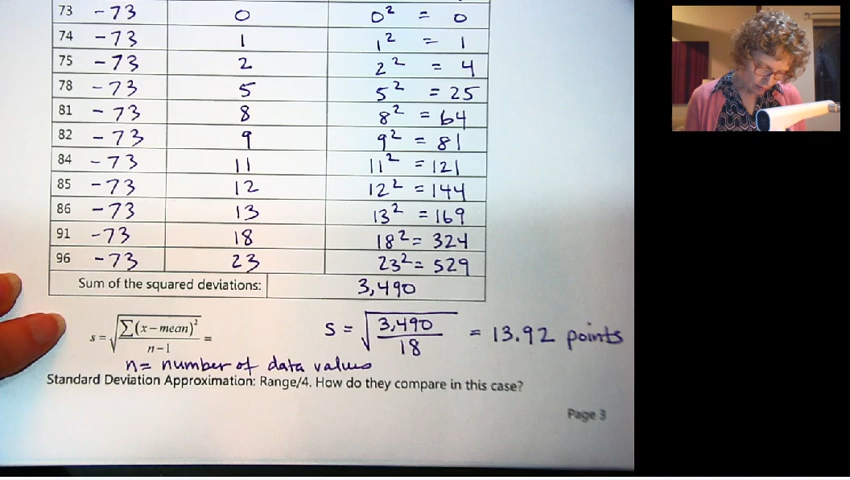 73 -73 0 0² = 0
74 -73 1 1² = 1
75 -73 2 2² = 4
78 -73 5 5² = 25
81 -73 8 8² = 64
82 -73 9 9² = 81
84 -73 11 11² = 121
85 -73 12 12² = 144
86 -73 13 13² = 169
91 -73 18 18² = 324
96 -73 23 23² = 529
Sum of the squared deviations: 3,490
s = √(∑(x−mean)²/(n−1)) = S = √(3,490/18) = 13.92 points
n = number of data values
Standard Deviation Approximation: Range/4. How do they compare in this case?
Page 3